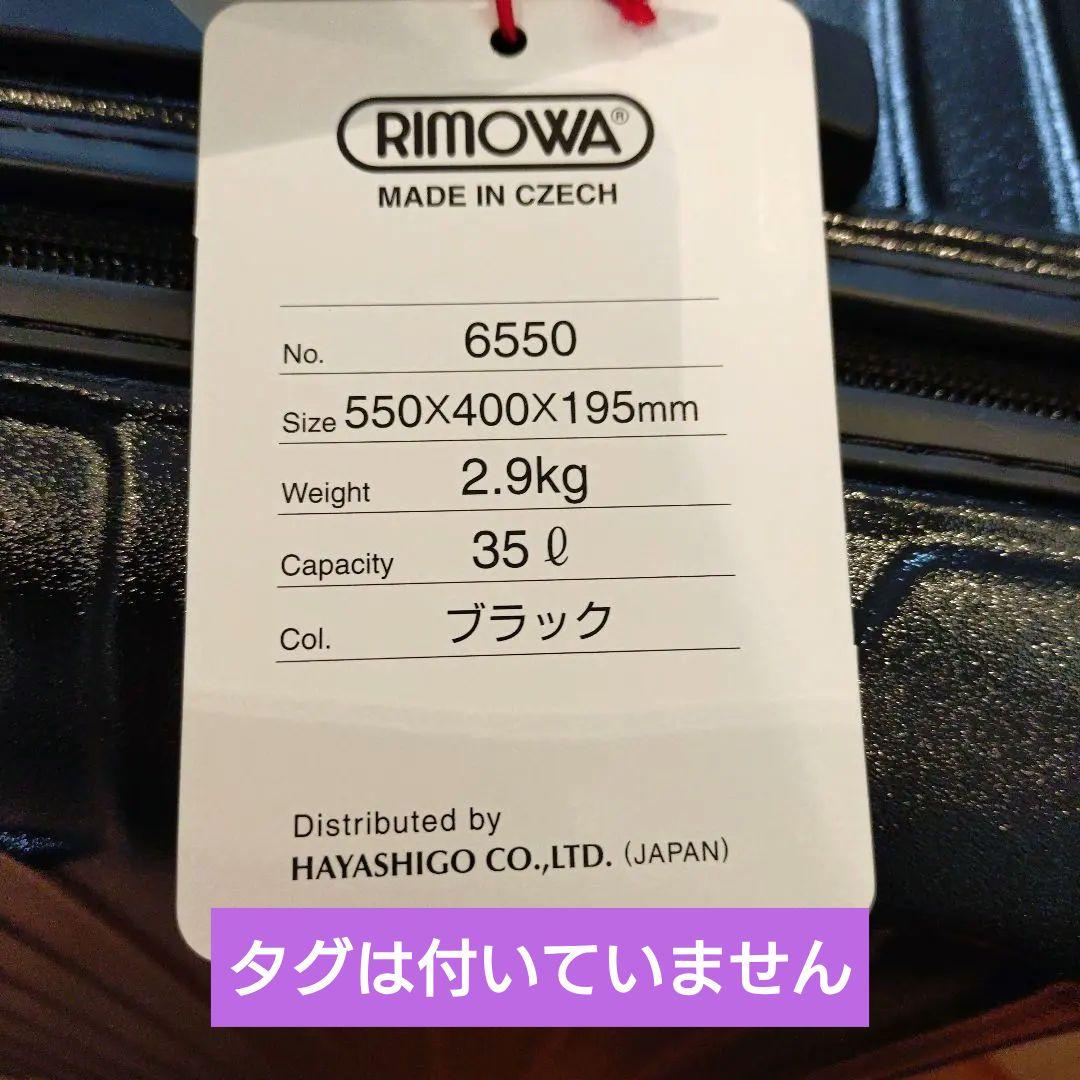 RIMOWA®
MADE IN CZECH
No. 6550
Size 550X400X195mm
Weight 2.9kg
Capacity 35ℓ
Col. ブラック
Distributed by
HAYASHIGO CO.,LTD. (JAPAN)
タグは付いていません